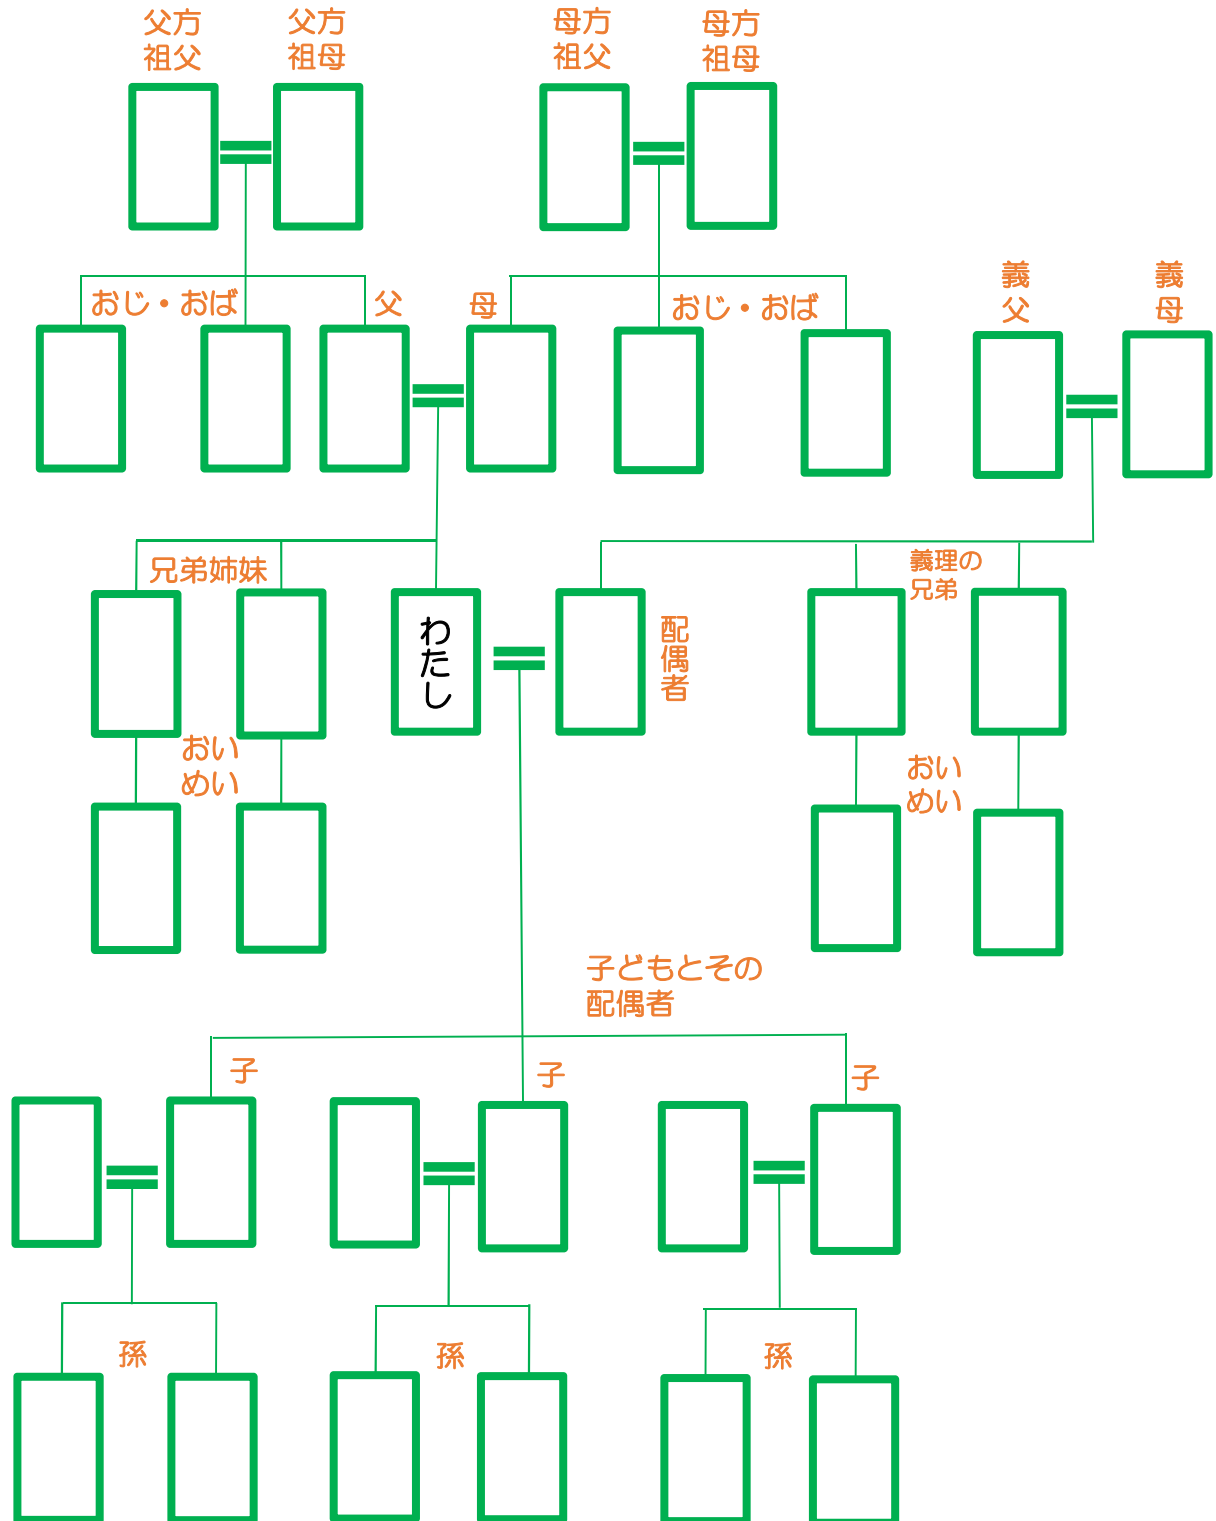 父方
祖父
父方
祖母
母方
祖父
母方
祖母
おじ・おば
父
母
おじ・おば
義
父
義
母
兄弟姉妹
義理の
兄弟
わ
た
し
配
偶
者
おい
めい
おい
めい
子どもとその
配偶者
子
子
子
孫
孫
孫